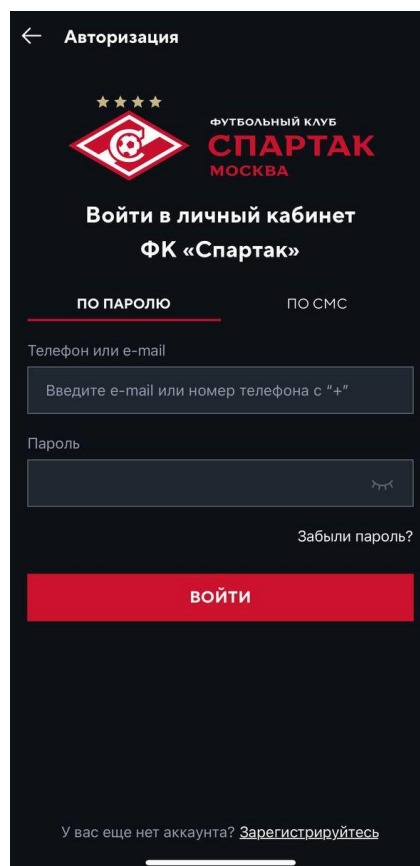 Авторизация
ФУТБОЛЬНЫЙ КЛУБ
СПАРТАК
МОСКВА
Войти в личный кабинет
ФК «Спартак»
ПО ПАРОЛЮ
ПО СМС
Телефон или e-mail
Введите e-mail или номер телефона с “+”
Пароль
Забыли пароль?
ВОЙТИ
У вас еще нет аккаунта? Зарегистрируйтесь